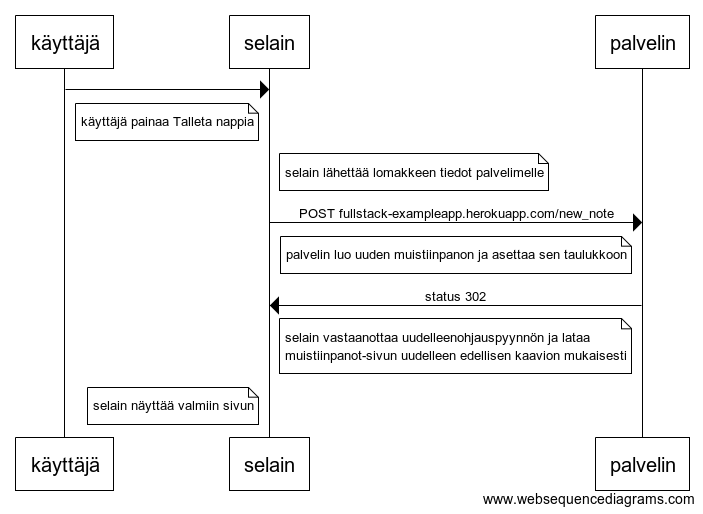 käyttäjä
selain
palvelin
käyttäjä painaa Talleta nappia
selain lähettää lomakkeen tiedot palvelimelle
POST fullstack-exampleapp.herokuapp.com/new_note
palvelin luo uuden muistiinpanon ja asettaa sen taulukkoon
status 302
selain vastaanottaa uudelleenohjauspyynnön ja lataa
muistiinpanot-sivun uudelleen edellisen kaavion mukaisesti
selain näyttää valmiin sivun
käyttäjä
selain
palvelin
www.websequencediagrams.com